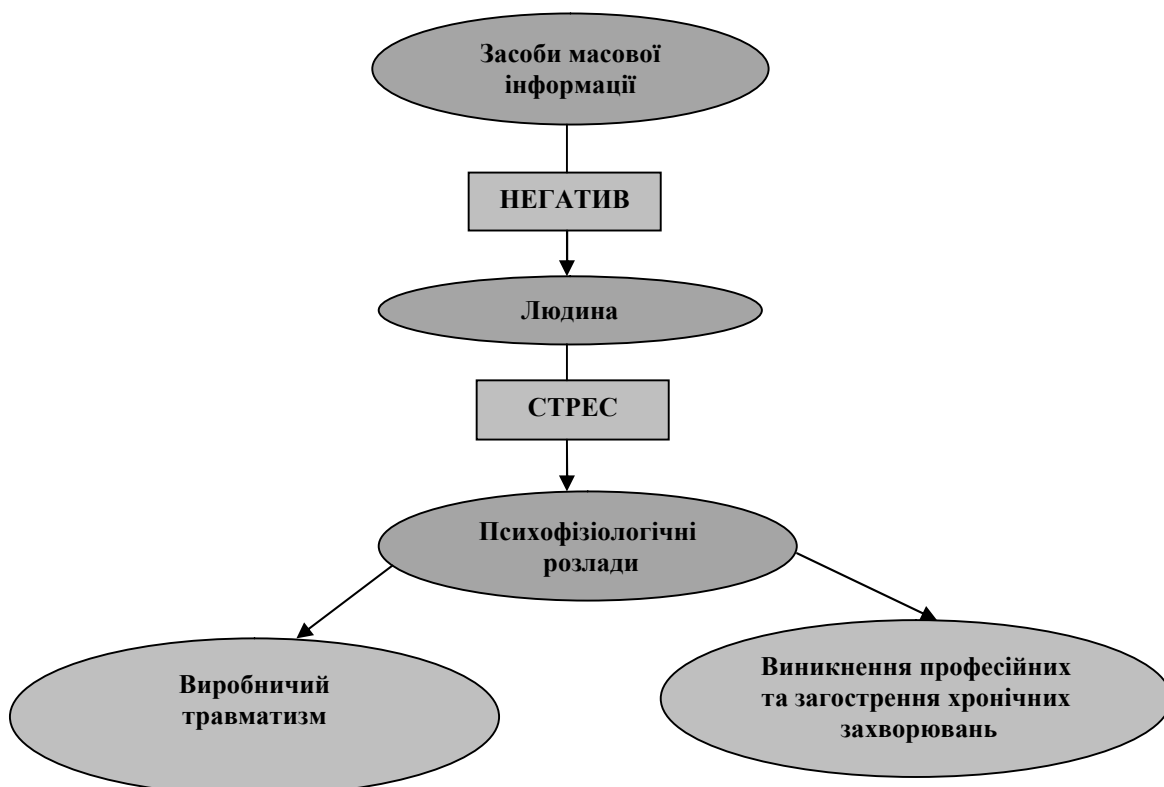 Засоби масової
інформації
НЕГАТИВ
Людина
СТРЕС
Психофізіологічні
розлади
Виробничий
травматизм
Виникнення професійних
та загострення хронічних
захворювань